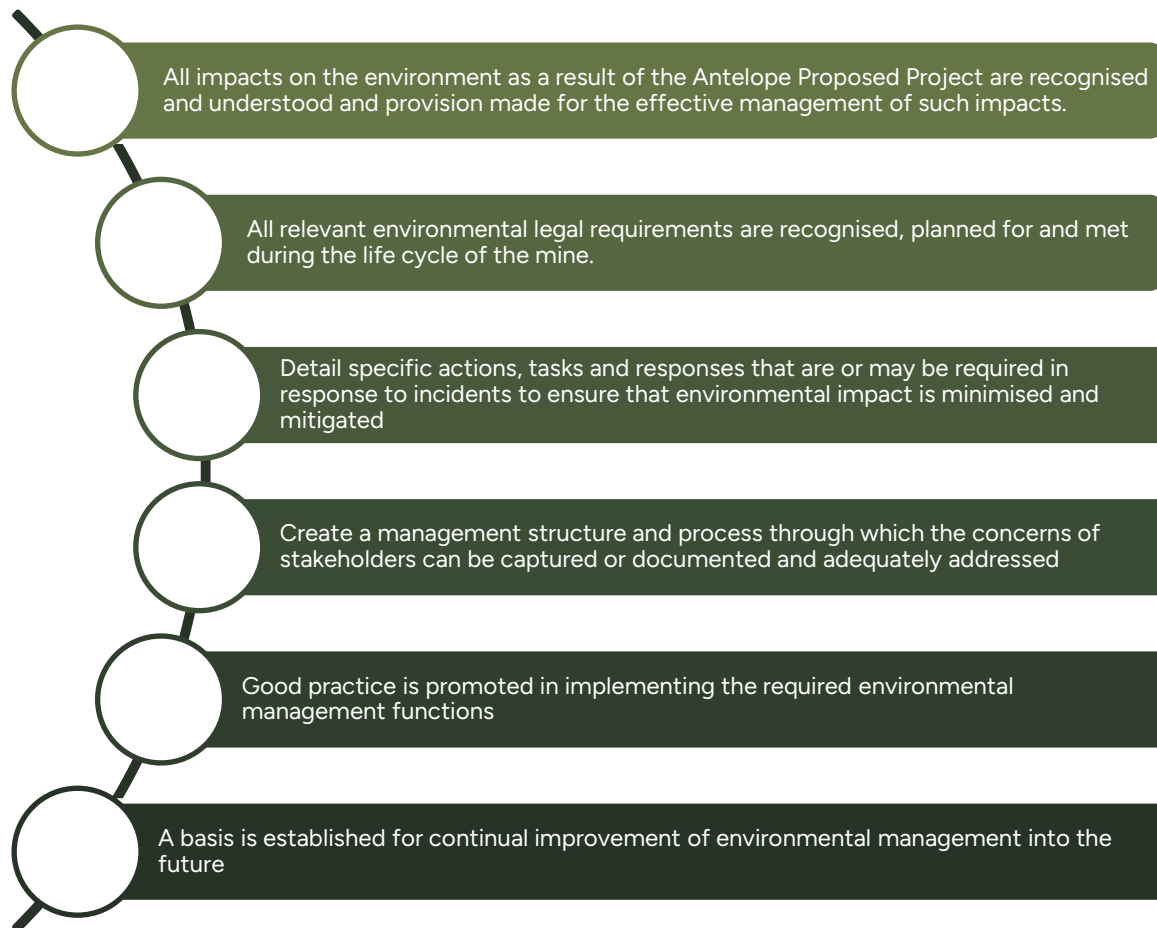 All impacts on the environment as a result of the Antelope Proposed Project are recognised
and understood and provision made for the effective management of such impacts.
All relevant environmental legal requirements are recognised, planned for and met
during the life cycle of the mine.
Detail specific actions, tasks and responses that are or may be required in
response to incidents to ensure that environmental impact is minimised and
mitigated
Create a management structure and process through which the concerns of
stakeholders can be captured or documented and adequately addressed
Good practice is promoted in implementing the required environmental
management functions
A basis is established for continual improvement of environmental management into the
future